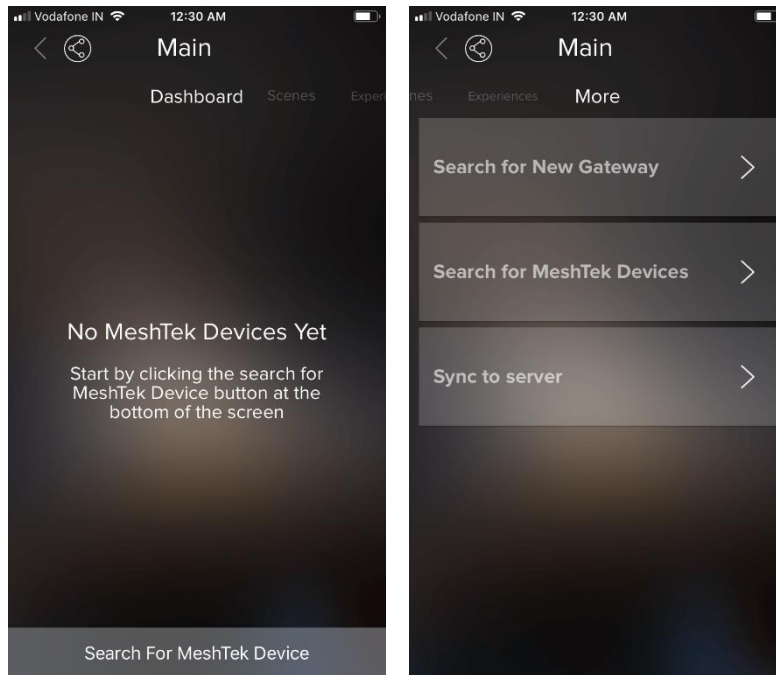 Vodafone IN 12:30 AM
Main
Dashboard Scenes Experi
No MeshTek Devices Yet
Start by clicking the search for
MeshTek Device button at the
bottom of the screen
Search For MeshTek Device
Vodafone IN 12:30 AM
Main
nes Experiences More
Search for New Gateway
Search for MeshTek Devices
Sync to server